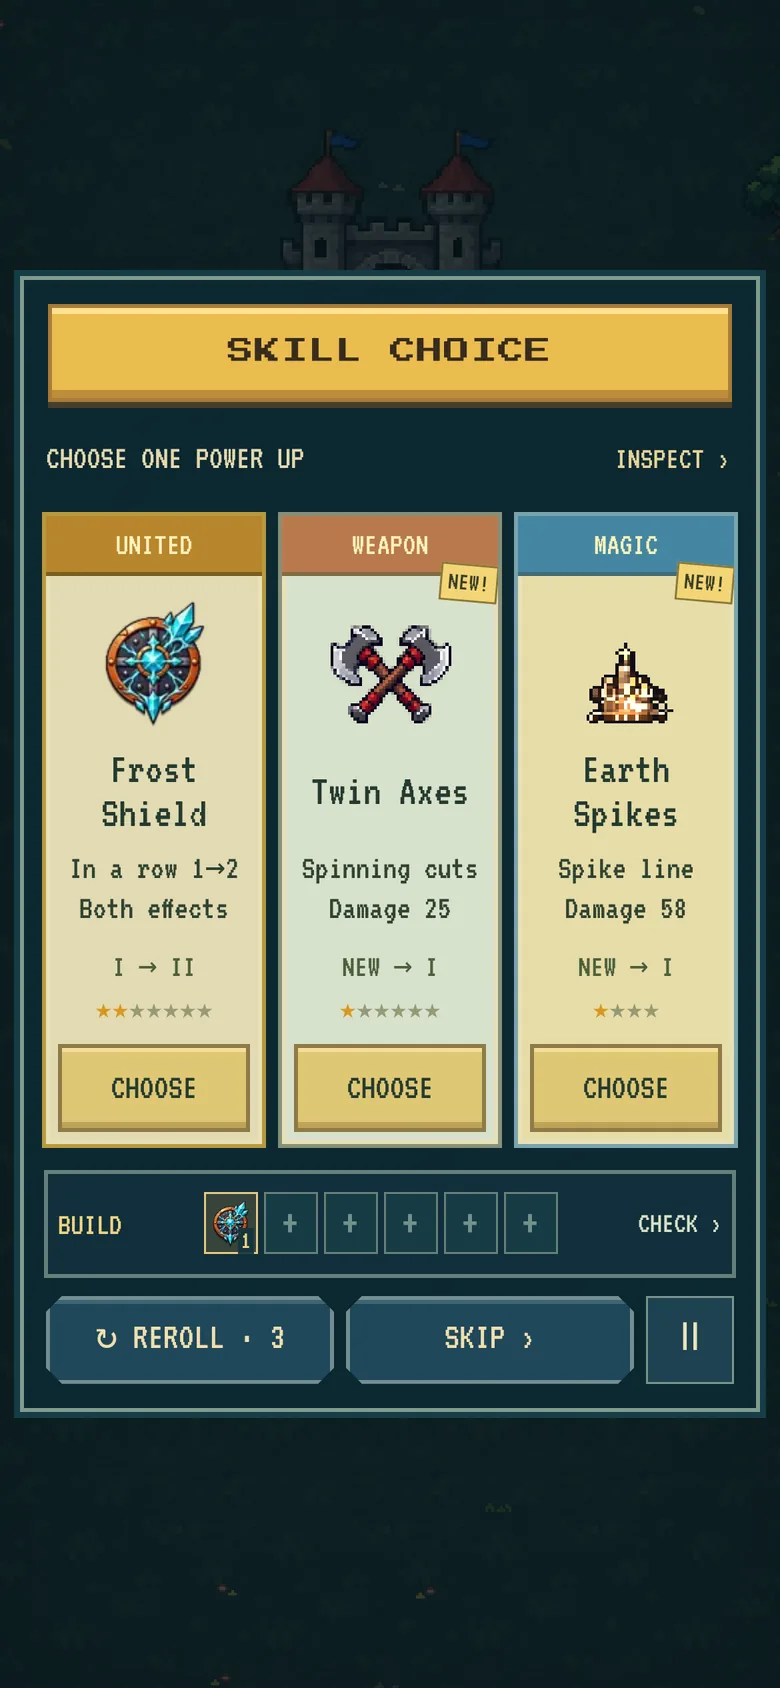 SKILL CHOICE
CHOOSE ONE POWER UP
INSPECT ›
UNITED
Frost
Shield
In a row 1→2
Both effects
I → II
★★★★★★★
CHOOSE
WEAPON
NEW!
Twin Axes
Spinning cuts
Damage 25
NEW → I
★★★★★★
CHOOSE
MAGIC
NEW!
Earth
Spikes
Spike line
Damage 58
NEW → I
★★★★
CHOOSE
BUILD
1
+ + + + +
CHECK ›
↻ REROLL · 3
SKIP ›
||